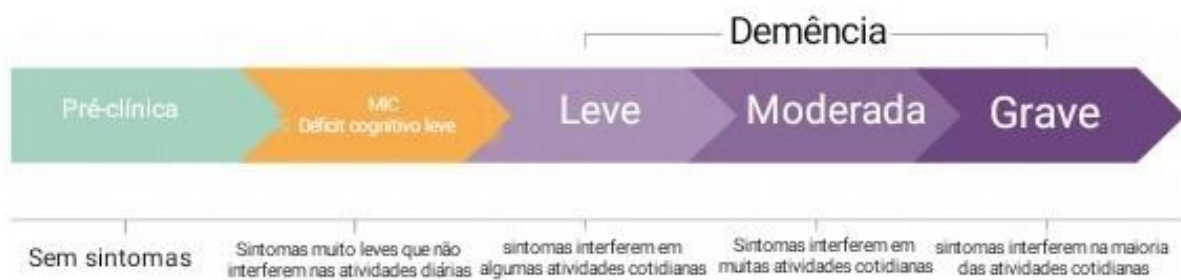 Demência
Pré-clínica
MIC
Déficit cognitivo leve
Leve
Moderada
Grave
Sem sintomas
Sintomas muito leves que não
interferem nas atividades diárias
sintomas interferem em
algumas atividades cotidianas
Sintomas interferem em
muitas atividades cotidianas
sintomas interferem na maioria
das atividades cotidianas